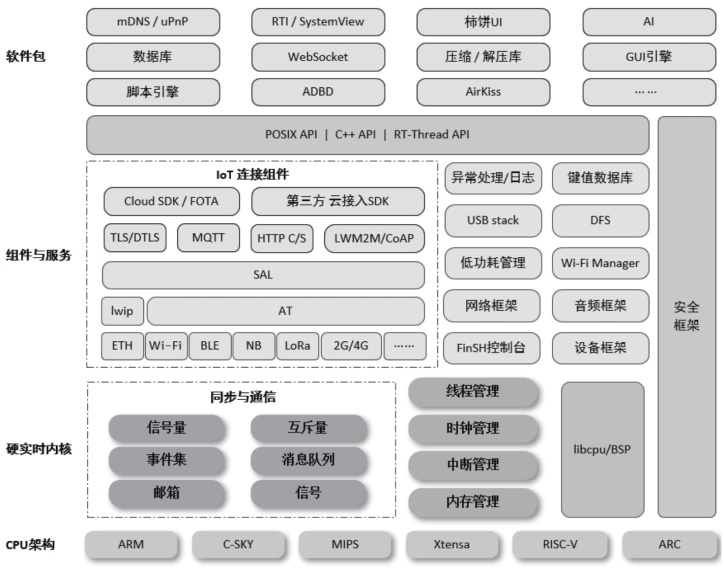 软件包
mDNS / uPnP
RTI / SystemView
柿饼UI
AI
数据库
WebSocket
压缩 / 解压库
GUI引擎
脚本引擎
ADBD
AirKiss
… …
POSIX API | C++ API | RT-Thread API
组件与服务
IoT 连接组件
Cloud SDK / FOTA
第三方 云接入SDK
TLS/DTLS
MQTT
HTTP C/S
LWM2M/CoAP
SAL
lwip
AT
ETH
Wi-Fi
BLE
NB
LoRa
2G/4G
……
异常处理/日志
键值数据库
USB stack
DFS
低功耗管理
Wi-Fi Manager
网络框架
音频框架
FinSH控制台
设备框架
安全
框架
硬实时内核
同步与通信
信号量
互斥量
事件集
消息队列
邮箱
信号
线程管理
时钟管理
中断管理
内存管理
libcpu/BSP
CPU架构
ARM
C-SKY
MIPS
Xtensa
RISC-V
ARC